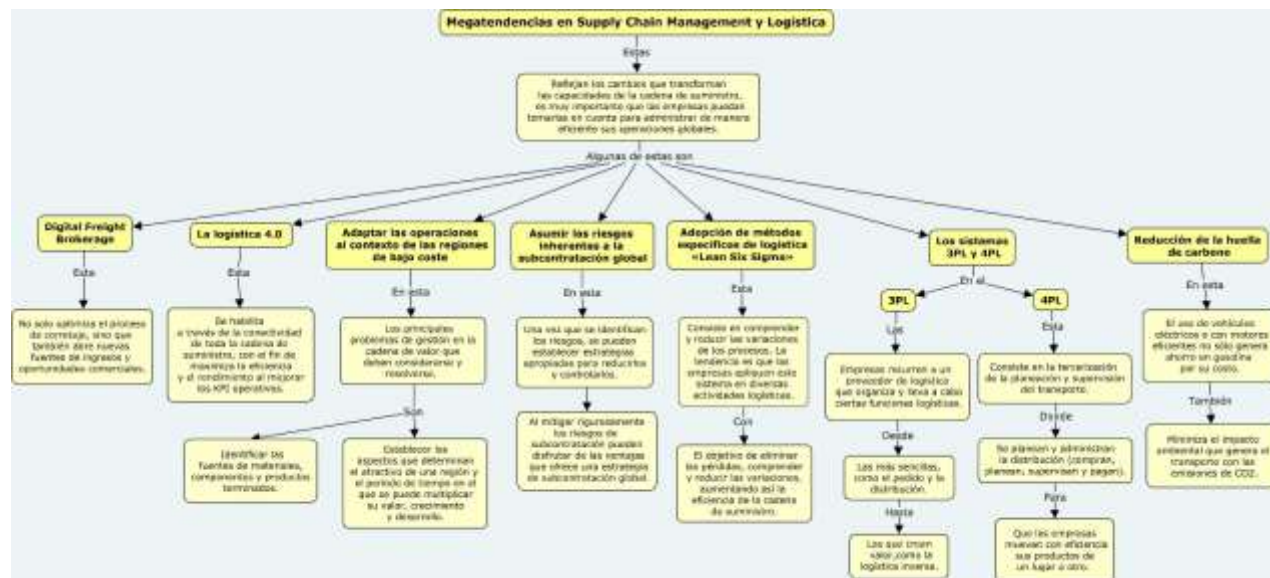 Megatendencias en Supply Chain Management y Logística
Estas
Reflejan los cambios que transforman
las capacidades de la cadena de suministro,
es muy importante que las empresas puedan
tomarlas en cuenta para administrar de manera
eficiente sus operaciones globales.
Algunas de estas son
Digital Freight
Brokerage
Esta
No solo optimiza el proceso
de corretaje, sino que
también abre nuevas
fuentes de ingresos y
oportunidades comerciales.
La logística 4.0
Esta
Se habilita
a través de la conectividad
de toda la cadena de
suministro, con el fin de
maximiza la eficiencia
y el rendimiento al mejorar
los KPI operativos.
Adaptar las operaciones
al contexto de las regiones
de bajo coste
En esta
Los principales
problemas de gestión en la
cadena de valor que
deben considerarse y
resolverse.
Son
Identificar las
fuentes de materiales,
componentes y productos
terminados.
Establecer los
aspectos que determinan
el atractivo de una región y
el periodo de tiempo en el
que se puede multiplicar
su valor, crecimiento
y desarrollo.
Asumir los riesgos
inherentes a la
subcontratación global
En esta
Una vez que se identifican
los riesgos, se pueden
establecer estrategias
apropiadas para reducirlos
y controlarlos.
Al mitigar rigurosamente
los riesgos de
subcontratación pueden
disfrutar de las ventajas
que ofrece una estrategia
de subcontratación global.
Adopción de métodos
específicos de logística
«Lean Six Sigma»
Esta
Consiste en comprender
y reducir las variaciones
de los procesos. La
tendencia es que las
empresas apliquen este
sistema en diversas
actividades logísticas.
Con
El objetivo de eliminar
las pérdidas, comprender
y reducir las variaciones,
aumentando así la
eficiencia de la cadena
de suministro.
Los sistemas
3PL y 4PL
En el
3PL
Las
Empresas recurren a un
proveedor de logística
que organiza y lleva a cabo
ciertas funciones logísticas.
Desde
Las más sencillas,
como el pedido y la
distribución.
Hasta
Las que crean
valor, como la
logística inversa.
4PL
Esta
Consiste en la tercerización
de la planeación y supervisión
del transporte.
Donde
Se planean y administran
la distribución (compran,
planean, supervisan y pagan).
Para
Que las empresas
muevan con eficiencia
sus productos de
un lugar a otro.
Reducción de la huella
de carbono
En esta
El uso de vehículos
eléctricos o con motores
eficientes no sólo genera
ahorro en gasolina
por su costo.
También
Minimiza el impacto
ambiental que genera el
transporte con las
emisiones de CO2.